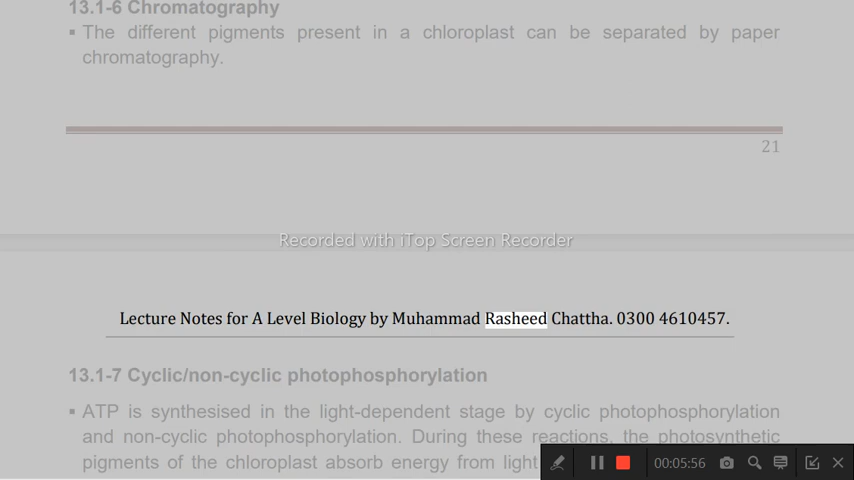 13.1-6 Chromatography
▪ The different pigments present in a chloroplast can be separated by paper
chromatography.
21
Recorded with iTop Screen Recorder
Lecture Notes for A Level Biology by Muhammad Rasheed Chattha. 0300 4610457.
13.1-7 Cyclic/non-cyclic photophosphorylation
▪ ATP is synthesised in the light-dependent stage by cyclic photophosphorylation
and non-cyclic photophosphorylation. During these reactions, the photosynthetic
pigments of the chloroplast absorb energy from light
00:05:56